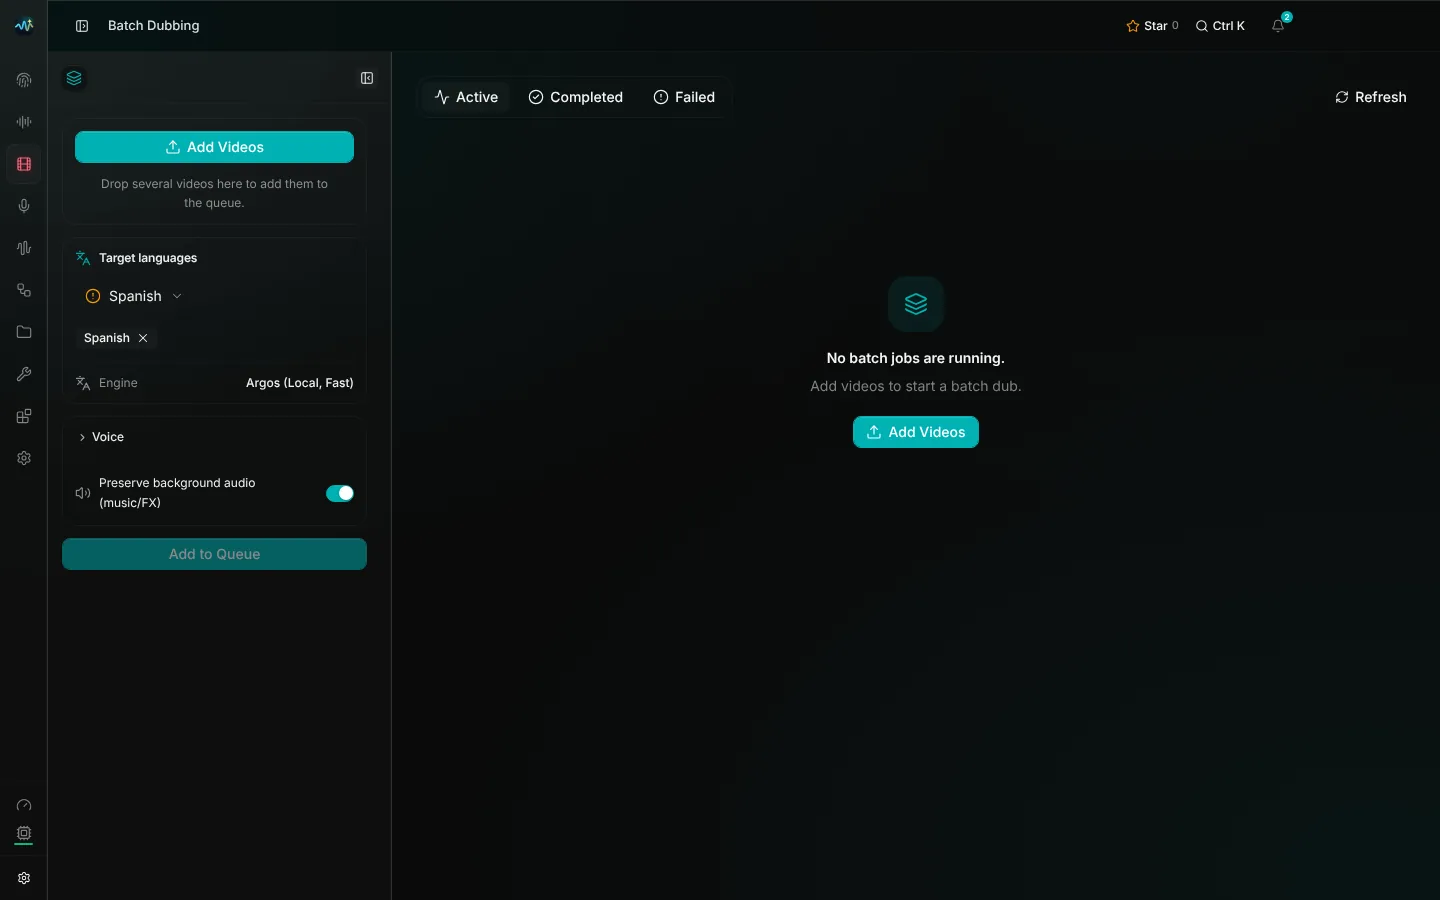 Batch Dubbing
Star 0
Ctrl K
2
Add Videos
Drop several videos here to add them to
the queue.
Target languages
Spanish
Spanish
Engine
Argos (Local, Fast)
Voice
Preserve background audio
(music/FX)
Add to Queue
Active
Completed
Failed
Refresh
No batch jobs are running.
Add videos to start a batch dub.
Add Videos